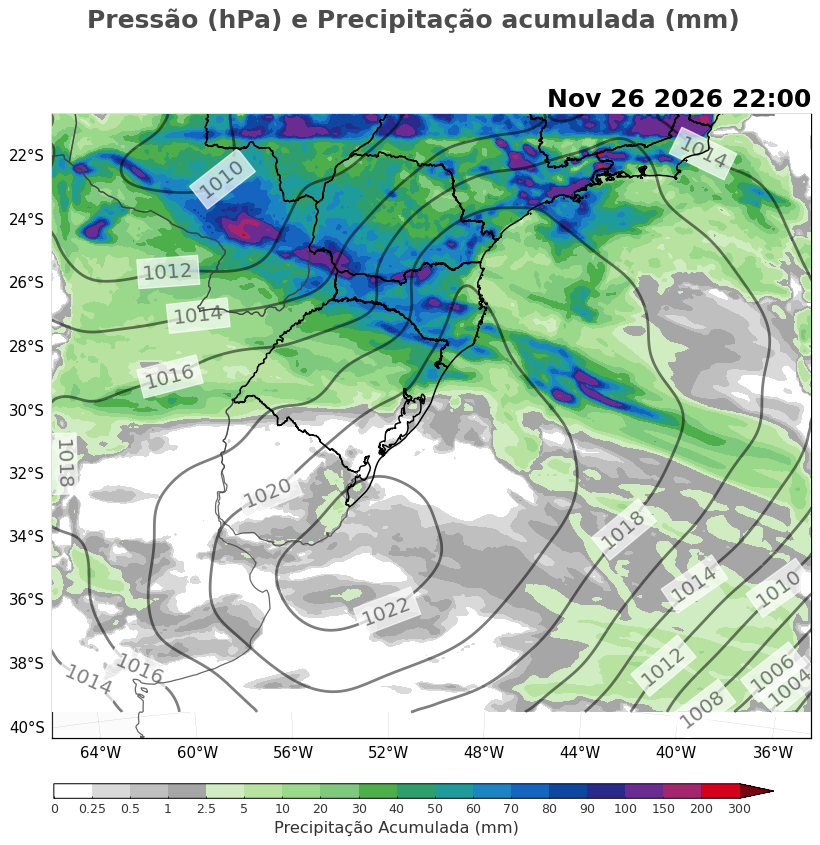 Pressão (hPa) e Precipitação acumulada (mm)
Nov 26 2026 22:00
22°S
24°S
26°S
28°S
30°S
32°S
34°S
36°S
38°S
40°S
1010
1014
1012
1014
1016
1018
1020
1018
1022
1014
1010
1012
1006
1004
1008
1016
1014
64°W 60°W 56°W 52°W 48°W 44°W 40°W 36°W
0 0.25 0.5 1 2.5 5 10 20 30 40 50 60 70 80 90 100 150 200 300
Precipitação Acumulada (mm)